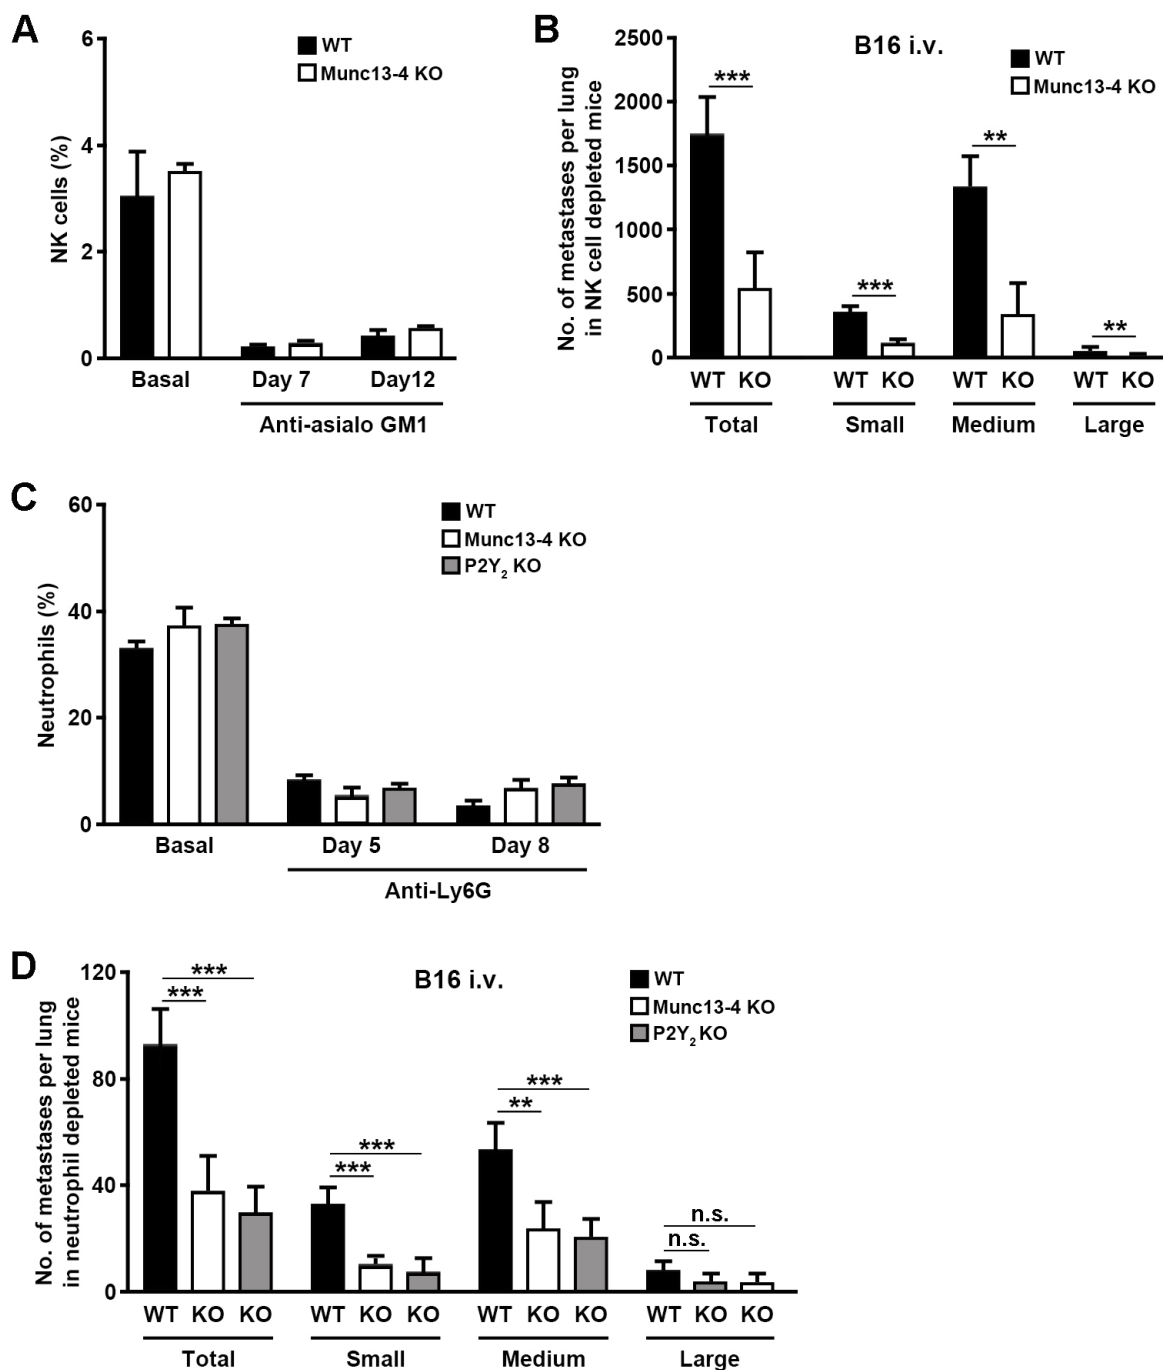 A
6
4
2
0
NK cells (%)
WT
Munc13-4 KO
Basal
Day 7
Day12
Anti-asialo GM1
B
B16 i.v.
2500
2000
1500
1000
500
0
No. of metastases per lung
in NK cell depleted mice
WT
Munc13-4 KO
***
***
**
**
WT KO WT KO WT KO WT KO
Total
Small
Medium
Large
C
60
40
20
0
Neutrophils (%)
WT
Munc13-4 KO
P2Y2 KO
Basal
Day 5
Day 8
Anti-Ly6G
D
B16 i.v.
120
80
40
0
No. of metastases per lung
in neutrophil depleted mice
WT
Munc13-4 KO
P2Y2 KO
***
***
***
***
***
**
n.s.
n.s.
WT KO KO WT KO KO WT KO KO WT KO KO
Total
Small
Medium
Large